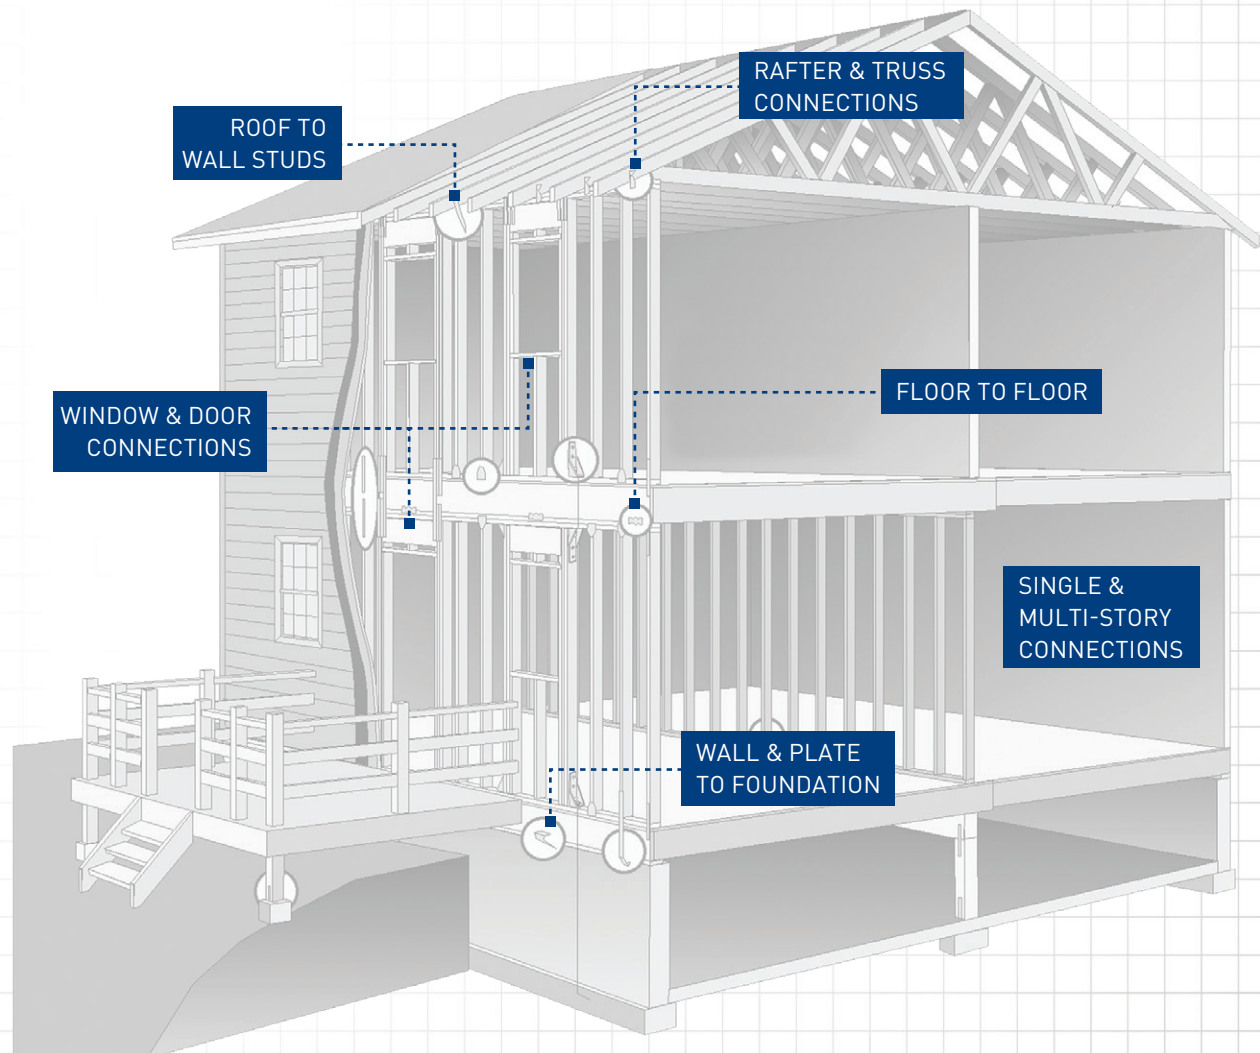 RAFTER & TRUSS
CONNECTIONS
ROOF TO
WALL STUDS
FLOOR TO FLOOR
WINDOW & DOOR
CONNECTIONS
SINGLE &
MULTI-STORY
CONNECTIONS
WALL & PLATE
TO FOUNDATION